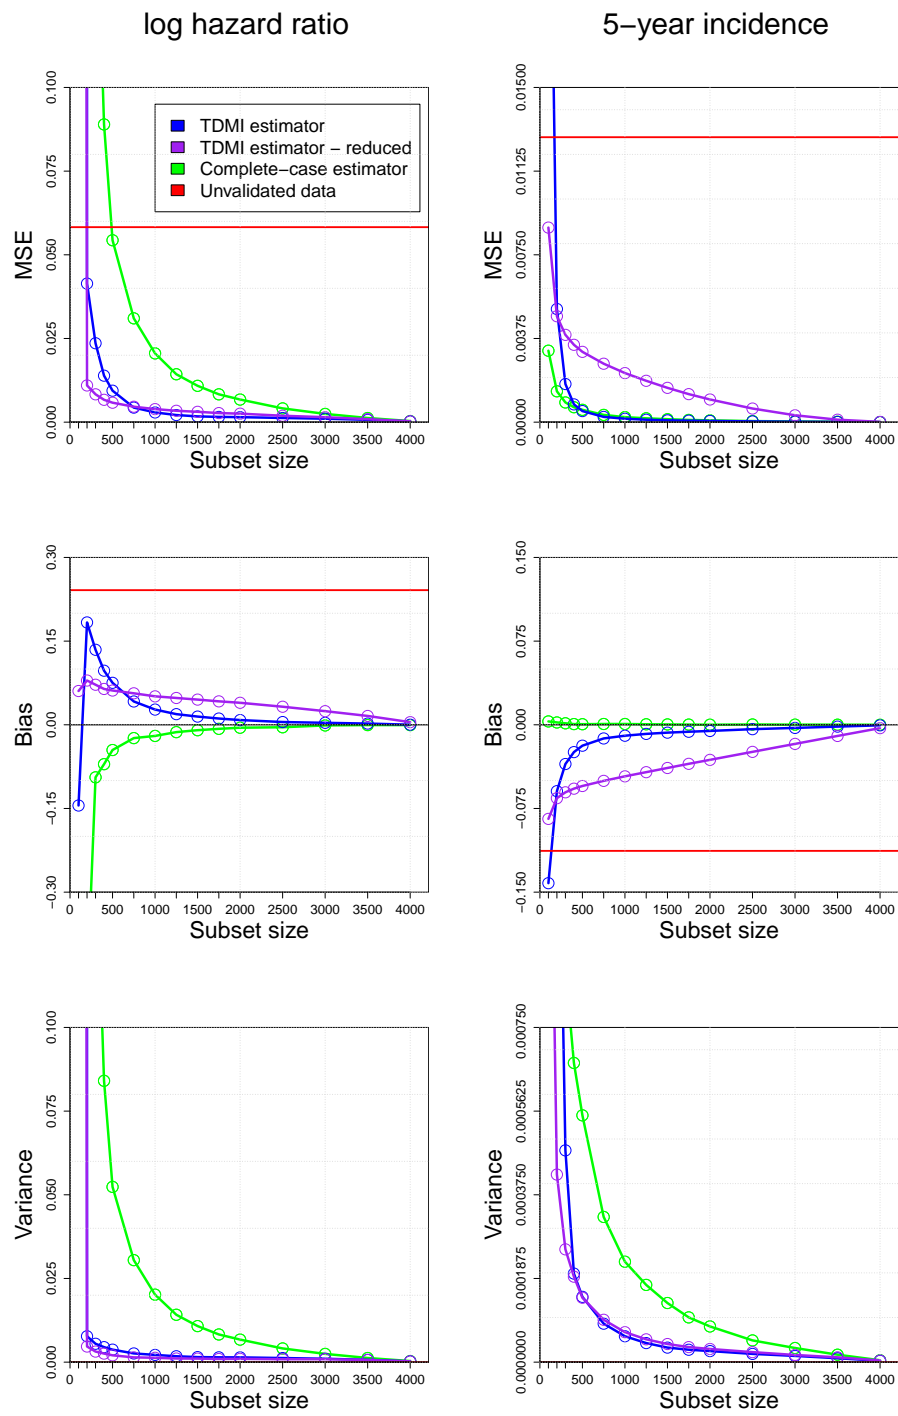 log hazard ratio
5−year incidence
0.000 0.025 0.050 0.075 0.100
MSE
TDMI estimator
TDMI estimator − reduced
Complete−case estimator
Unvalidated data
0 500 1000 1500 2000 2500 3000 4000
Subset size
0.00000 0.00375 0.00750 0.01125 0.01500
MSE
0 500 1000 1500 2000 2500 3000 4000
Subset size
−0.30 −0.15 0.00 0.15 0.30
Bias
0 500 1000 1500 2000 2500 3000 4000
Subset size
−0.150 −0.075 0.000 0.075 0.150
Bias
0 500 1000 1500 2000 2500 3000 4000
Subset size
0.000 0.025 0.050 0.075 0.100
Variance
0 500 1000 1500 2000 2500 3000 4000
Subset size
0.0000000 0.0001875 0.0003750 0.0005625 0.000750
Variance
0 500 1000 1500 2000 2500 3000 4000
Subset size